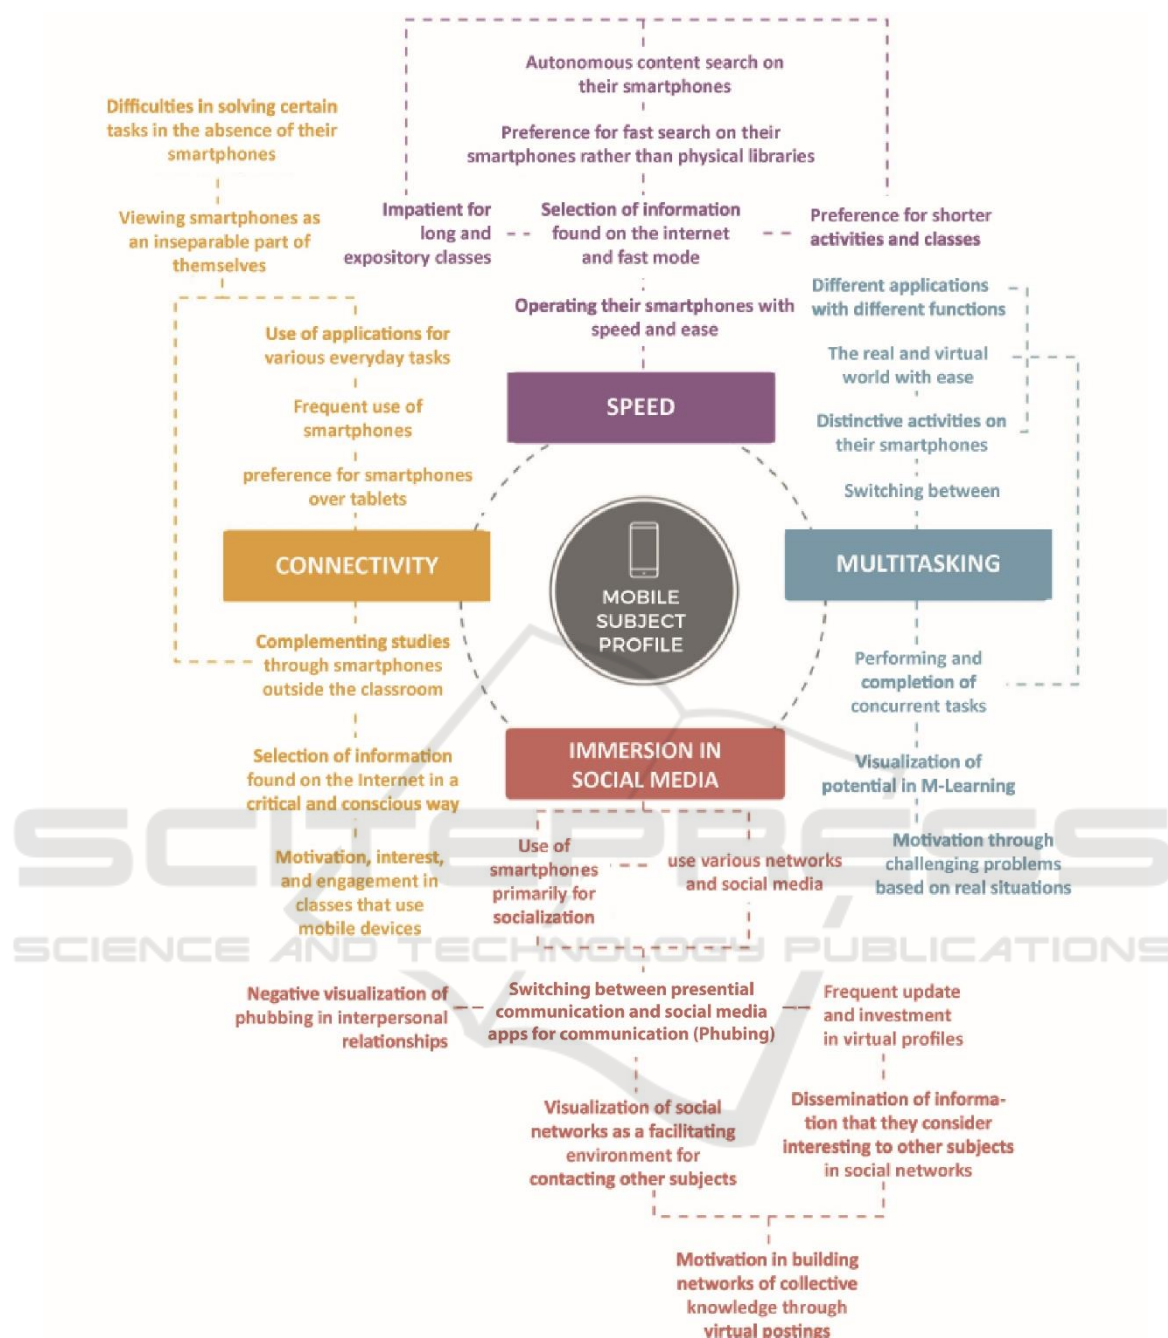 Autonomous content search on
their smartphones
Preference for fast search on their
smartphones rather than physical libraries
Impatient for
long and
expository classes
Selection of information
found on the internet
and fast mode
Preference for shorter
activities and classes
Operating their smartphones with
speed and ease
SPEED
Difficulties in solving certain
tasks in the absence of their
smartphones
Viewing smartphones as
an inseparable part of
themselves
Use of applications for
various everyday tasks
Frequent use of
smartphones
preference for smartphones
over tablets
CONNECTIVITY
Complementing studies
through smartphones
outside the classroom
Selection of information
found on the Internet in a
critical and conscious way
Motivation, interest,
and engagement in
classes that use
mobile devices
MOBILE
SUBJECT
PROFILE
Different applications
with different functions
The real and virtual
world with ease
Distinctive activities on
their smartphones
Switching between
MULTITASKING
Performing and
completion of
concurrent tasks
Visualization of
potential in M-Learning
Motivation through
challenging problems
based on real situations
IMMERSION IN
SOCIAL MEDIA
Use of
smartphones
primarily for
socialization
use various networks
and social media
Negative visualization of
phubbing in interpersonal
relationships
Switching between presential
communication and social media
apps for communication (Phubing)
Frequent update
and investment
in virtual profiles
Visualization of social
networks as a facilitating
environment for
contacting other subjects
Dissemination of informa-
tion that they consider
interesting to other subjects
in social networks
Motivation in building
networks of collective
knowledge through
virtual postings
SCITEPRESS
SCIENCE AND TECHNOLOGY PUBLICATIONS